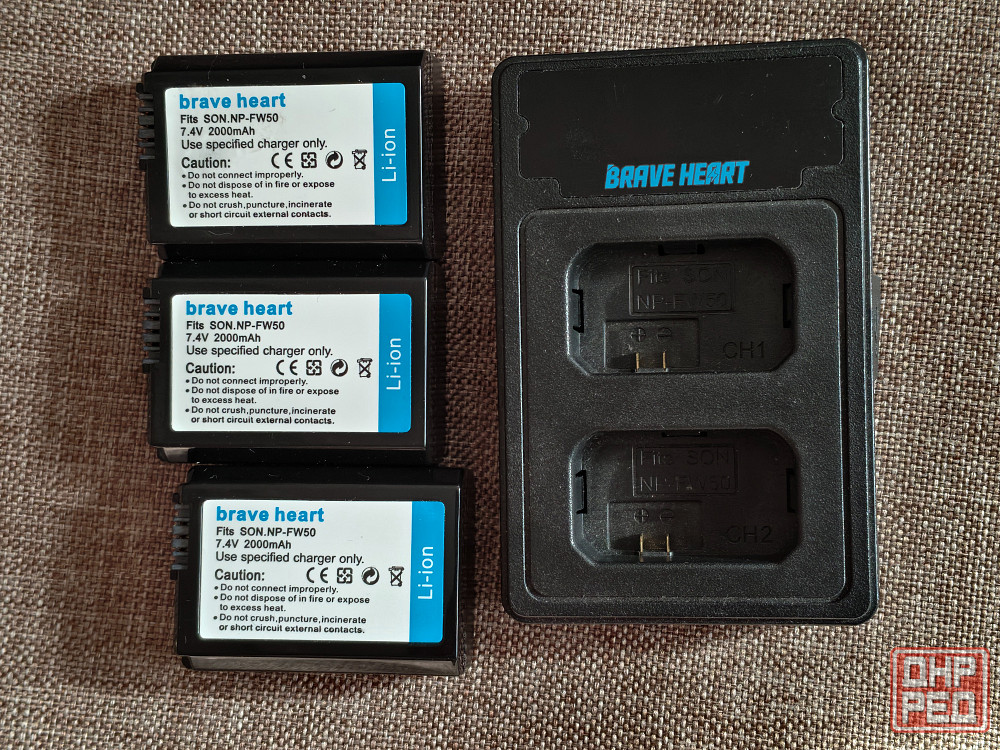 brave heart
Fits SON.NP-FW50
7.4V 2000mAh
Use specified charger only.
Caution:
• Do not connect improperly.
• Do not dispose of in fire or expose
to excess heat.
• Do not crush,puncture,incinerate
or short circuit external contacts.
Li-ion
brave heart
Fits SON.NP-FW50
7.4V 2000mAh
Use specified charger only.
Caution:
• Do not connect improperly.
• Do not dispose of in fire or expose
to excess heat.
• Do not crush,puncture,incinerate
or short circuit external contacts.
Li-ion
brave heart
Fits SON.NP-FW50
7.4V 2000mAh
Use specified charger only.
Caution:
• Do not connect improperly.
• Do not dispose of in fire or expose
to excess heat.
• Do not crush,puncture,incinerate
or short circuit external contacts.
Li-ion
BRAVE HEART
Fits
NP-FW50
+ −
CH1
Fits SON
NP-FW50
+ −
CH2